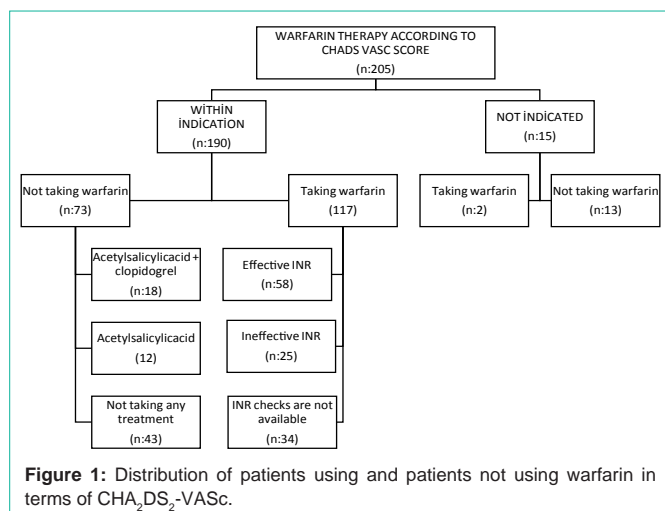 WARFARIN THERAPY ACCORDING TO
CHADS VASC SCORE
(n:205)
WİTHİN
İNDİCATİON
(n:190)
NOT İNDİCATED
(n:15)
Not taking warfarin
(n:73)
Taking warfarin
(117)
Taking warfarin
(n:2)
Not taking warfarin
(n:13)
Acetylsalicylicacid +
clopidogrel
(n:18)
Effective INR
(n:58)
Acetylsalicylicacid
(12)
Ineffective INR
(n:25)
Not taking any
treatment
(n:43)
INR checks are not
available
(n:34)
Figure 1: Distribution of patients using and patients not using warfarin in
terms of CHA₂DS₂-VASc.